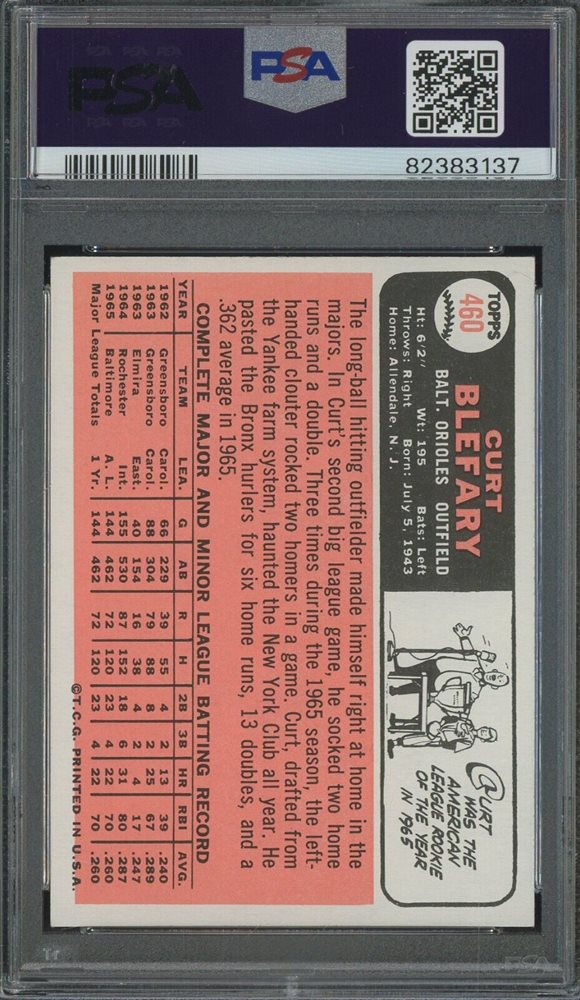 PSA
PSA
82383137
TOPPS
460
CURT
BLEFARY
BALT. ORIOLES OUTFIELD
Ht: 6'2" Wt: 195 Bats: Left
Throws: Right Born: July 5, 1943
Home: Allendale, N. J.
CURT
WAS THE
AMERICAN
LEAGUE ROOKIE
OF THE YEAR
IN 1965
The long-ball hitting outfielder made himself right at home in the
majors. In Curt's second big league game, he socked two home
runs and a double. Three times during the 1965 season, the left-
handed clouter rocked two homers in a game. Curt, drafted from
the Yankee farm system, haunted the New York Club all year. He
pasted the Bronx hurlers for six home runs, 13 doubles, and a
.362 average in 1965.
COMPLETE MAJOR AND MINOR LEAGUE BATTING RECORD
YEAR TEAM LEA. G AB R H 2B 3B HR RBI AVG.
1962 Greensboro Carol. 66 229 39 55 4 2 13 39 .240
1963 Greensboro Carol. 88 304 79 88 8 2 25 67 .289
1963 Elmira East. 40 154 16 38 4 2 4 17 .247
1964 Rochester Int. 155 530 87 152 18 6 31 80 .287
1965 Baltimore A. L. 144 462 72 120 23 4 22 70 .260
Major League Totals 1 Yr. 144 462 72 120 23 4 22 70 .260
©T.C.G. PRINTED IN U.S.A.